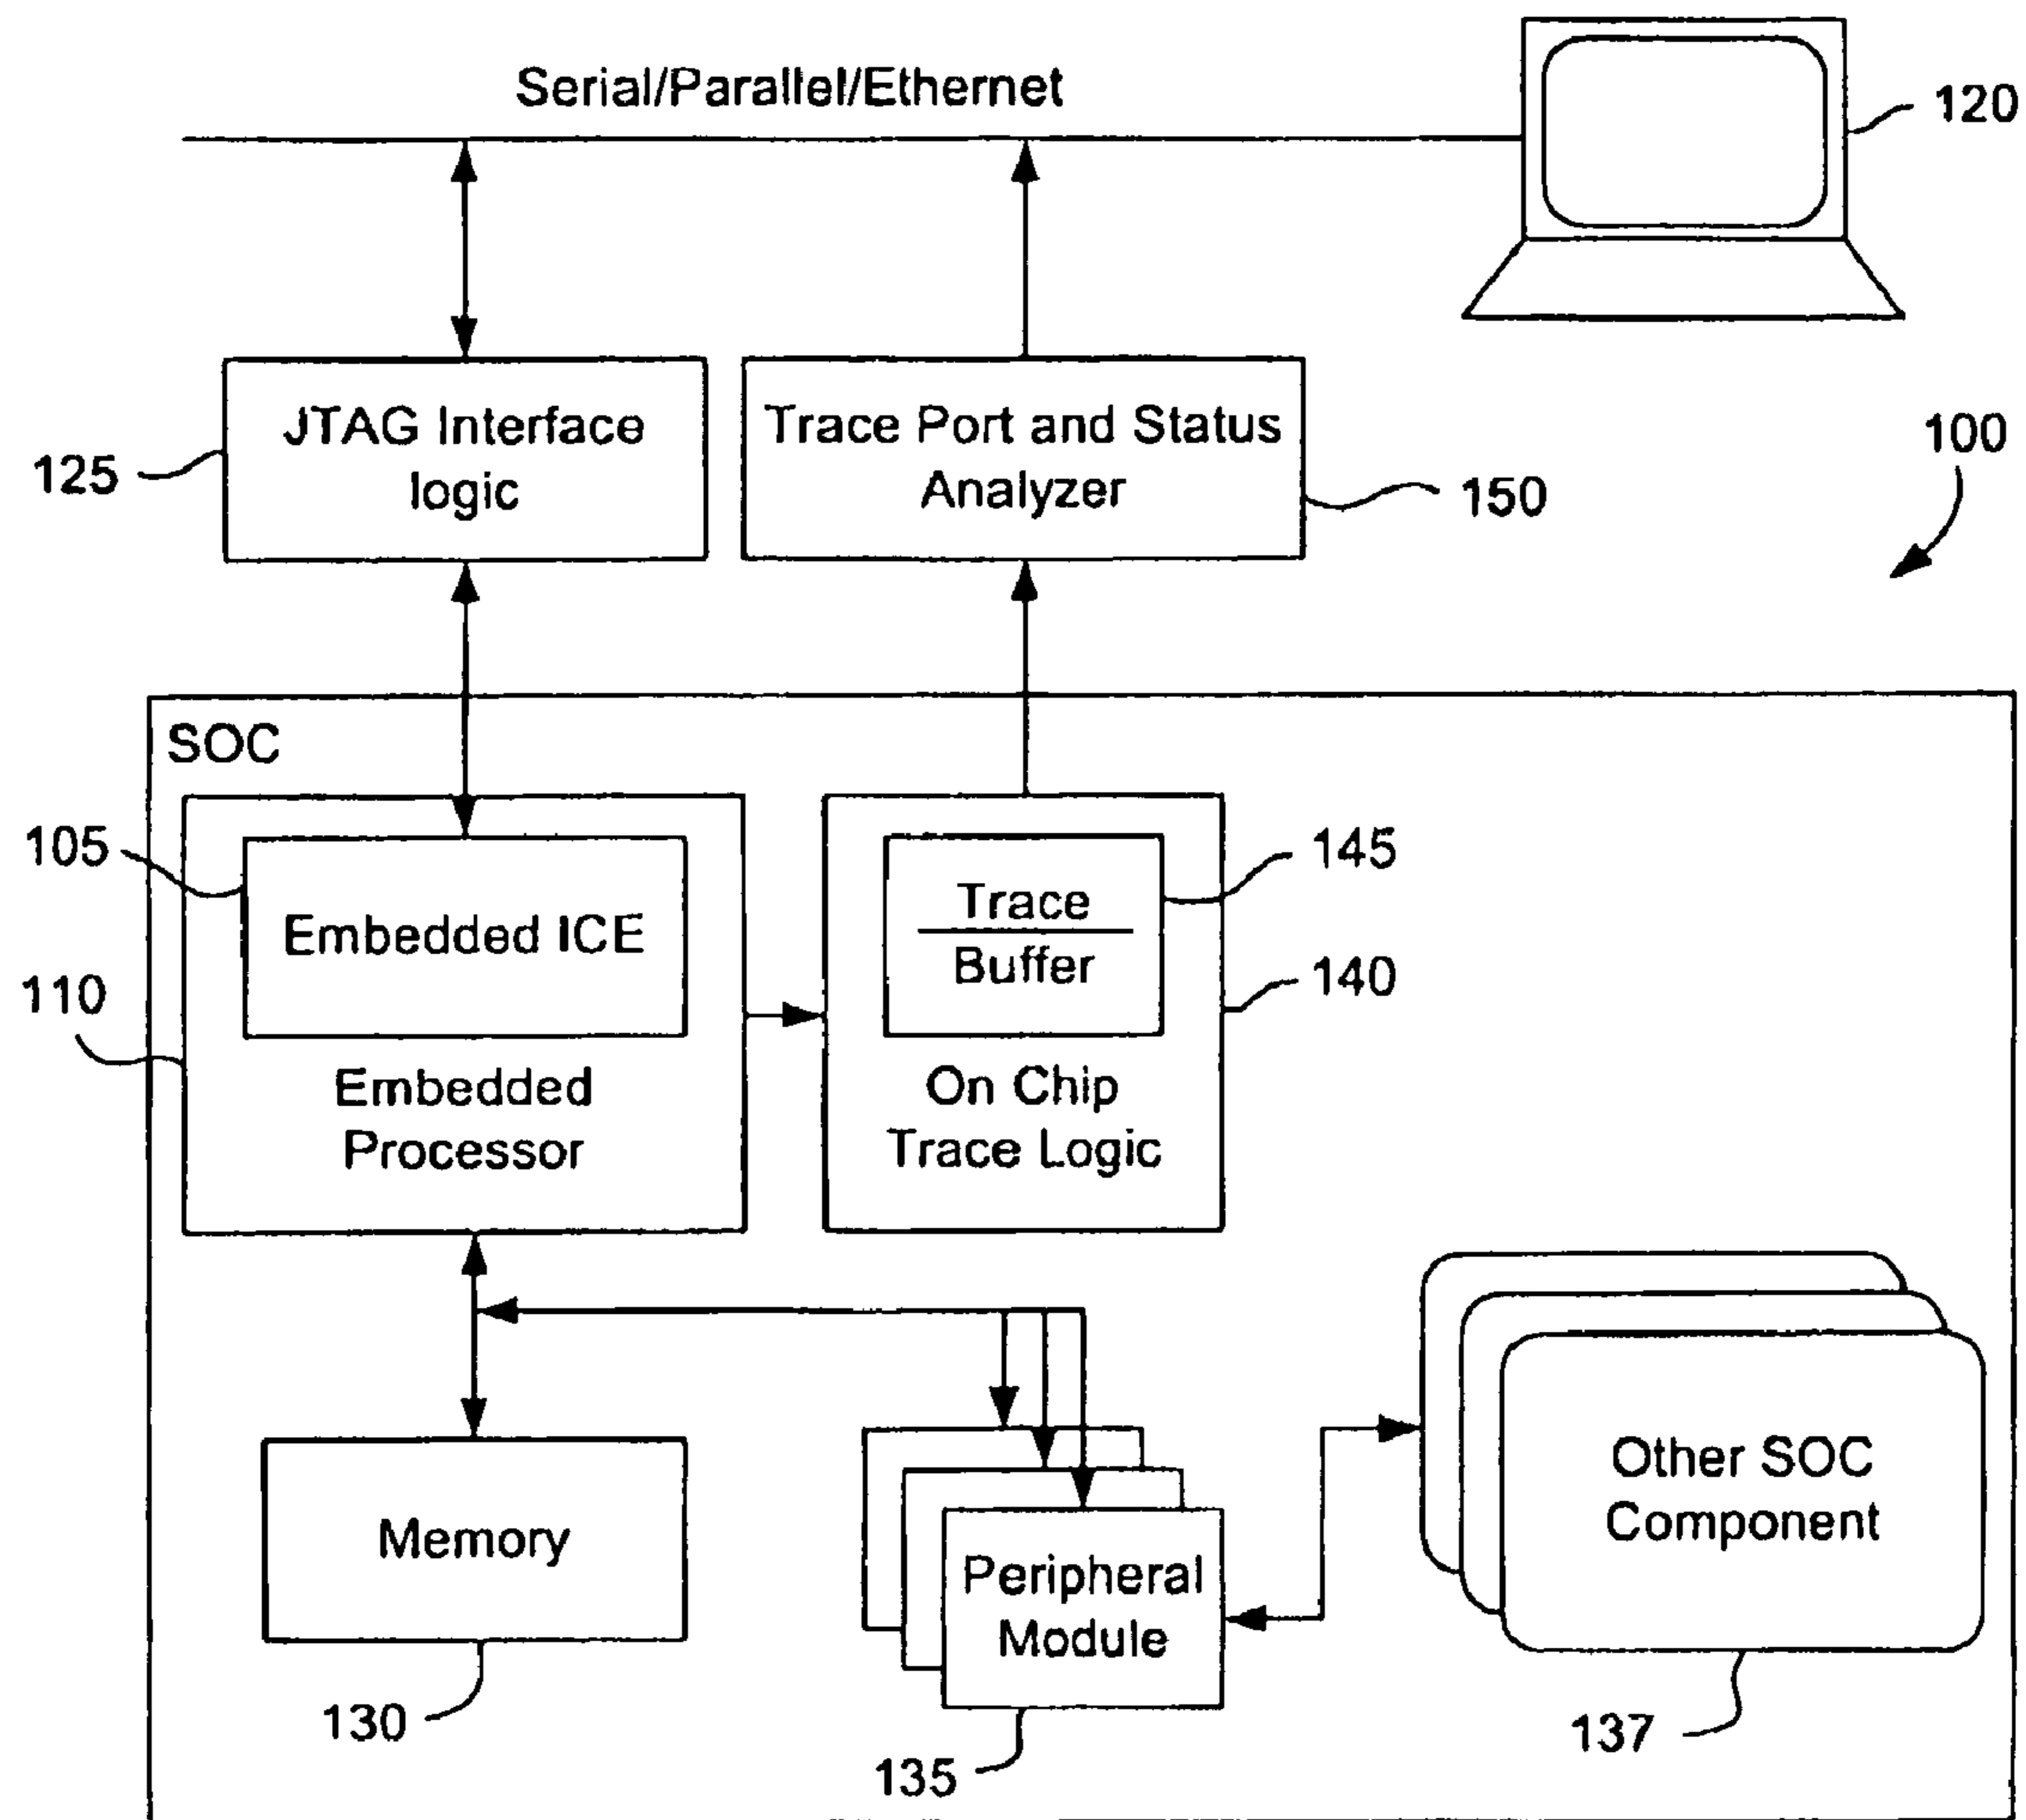 Serial/Parallel/Ethernet
120
JTAG Interface
logic
125
Trace Port and Status
Analyzer
150
100
SOC
105
Embedded ICE
110
Embedded
Processor
Trace
Buffer
145
140
On Chip
Trace Logic
Memory
130
Peripheral
Module
135
Other SOC
Component
137